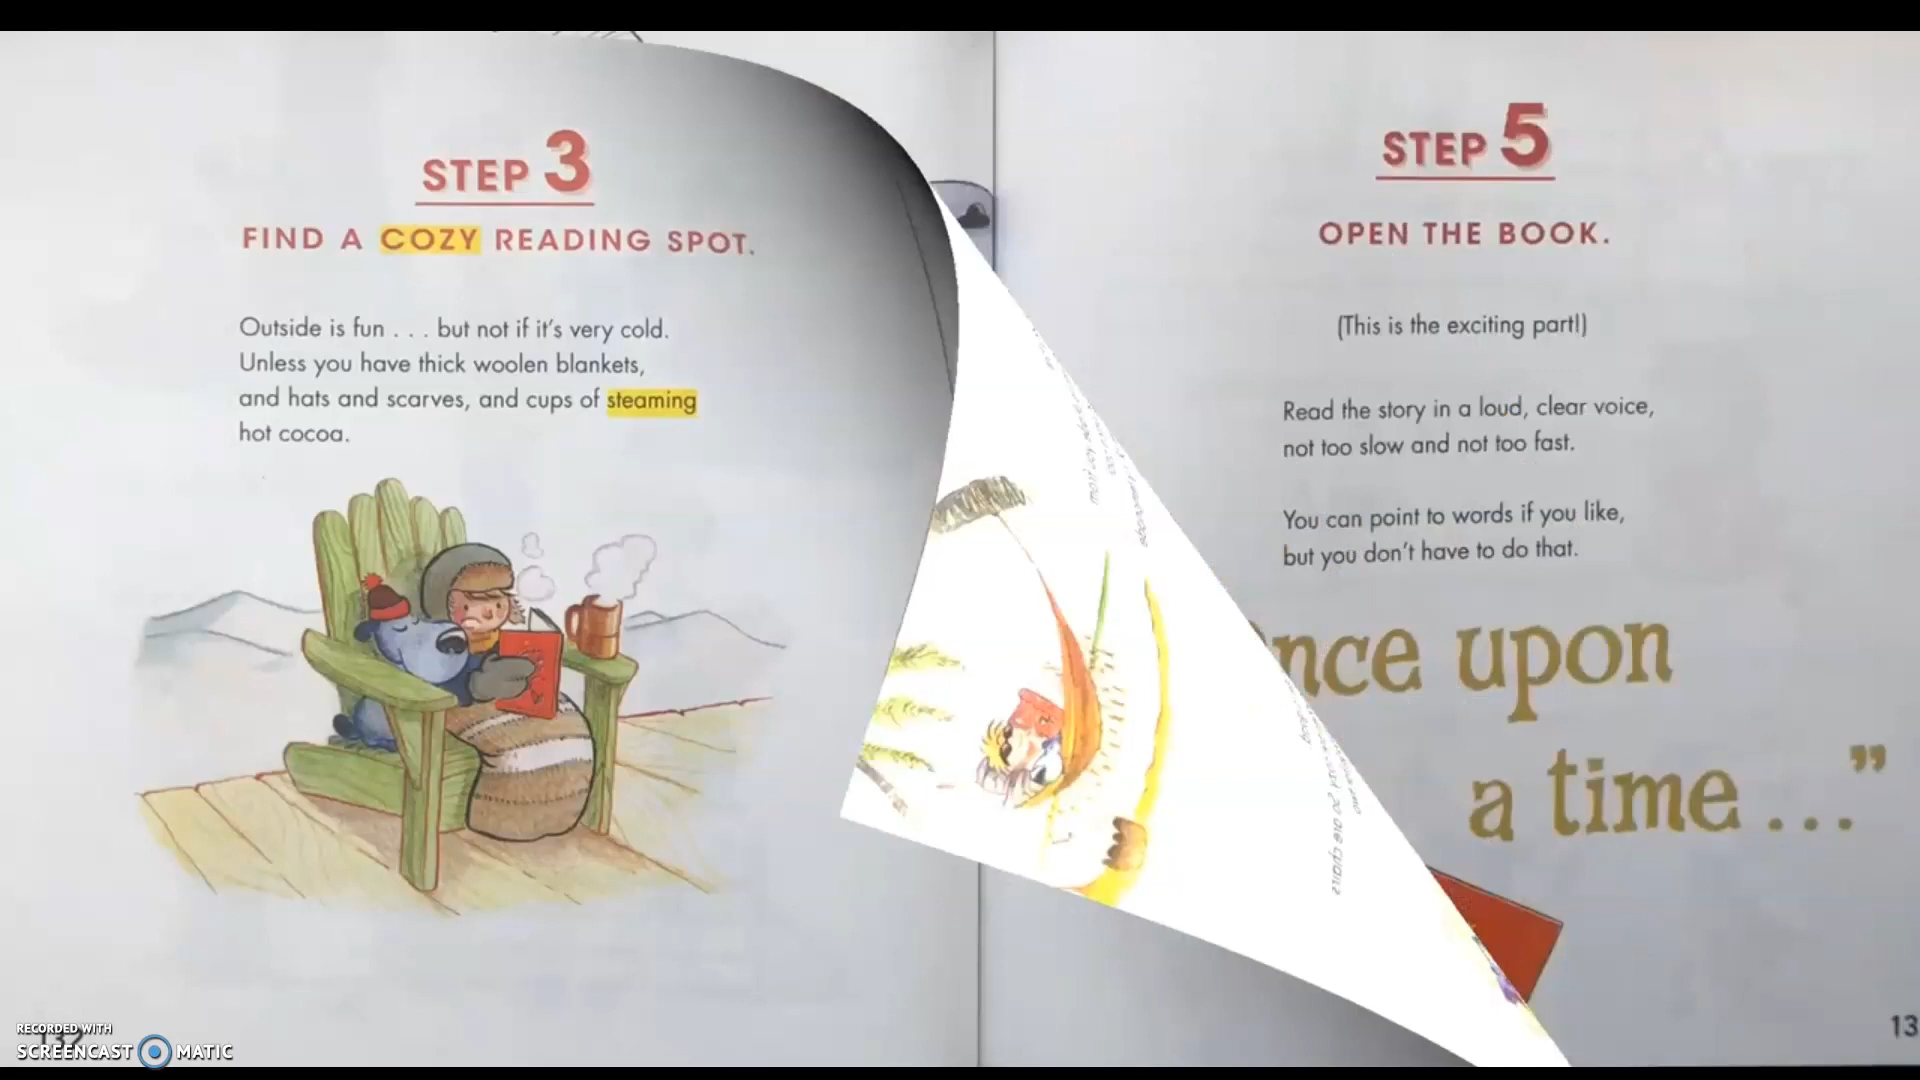 STEP 3
FIND A COZY READING SPOT.
Outside is fun . . . but not if it's very cold.
Unless you have thick woolen blankets,
and hats and scarves, and cups of steaming
hot cocoa.
STEP 5
OPEN THE BOOK.
(This is the exciting part!)
Read the story in a loud, clear voice,
not too slow and not too fast.
You can point to words if you like,
but you don't have to do that.
nce upon
a time . . ."
13
RECORDED WITH
132
SCREENCAST MATIC